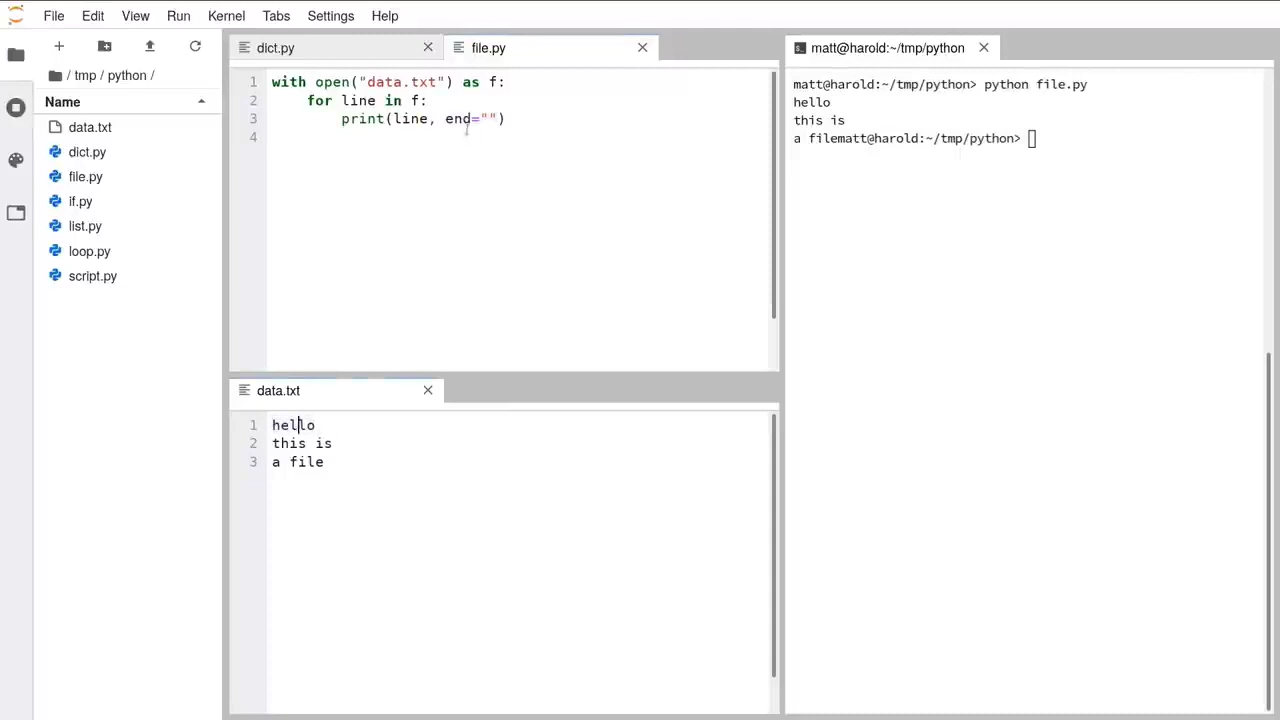 File Edit View Run Kernel Tabs Settings Help
/ tmp / python /
Name
data.txt
dict.py
file.py
if.py
list.py
loop.py
script.py
dict.py
file.py
1 with open("data.txt") as f:
2 for line in f:
3 print(line, end="")
4
data.txt
1 hello
2 this is
3 a file
matt@harold:~/tmp/python
matt@harold:~/tmp/python> python file.py
hello
this is
a filematt@harold:~/tmp/python>